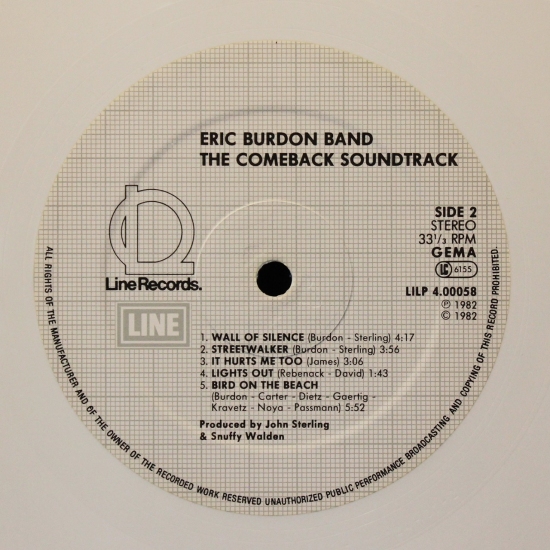 ERIC BURDON BAND
THE COMEBACK SOUNDTRACK
SIDE 2
STEREO
33 1/3 RPM
GEMA
LC 6155
LILP 4.00058
Ⓟ 1982
© 1982
Line Records.
LINE
1. WALL OF SILENCE (Burdon - Sterling) 4:17
2. STREETWALKER (Burdon - Sterling) 3:56
3. IT HURTS ME TOO (James) 3:06
4. LIGHTS OUT (Rebenack - David) 1:43
5. BIRD ON THE BEACH
(Burdon - Carter - Dietz - Gaertig -
Kravetz - Noya - Passmann) 5:52
Produced by John Sterling
& Snuffy Walden
ALL RIGHTS OF THE MANUFACTURER AND OF THE OWNER OF THE RECORDED WORK RESERVED UNAUTHORIZED PUBLIC PERFORMANCE BROADCASTING AND COPYING OF THIS RECORD PROHIBITED.